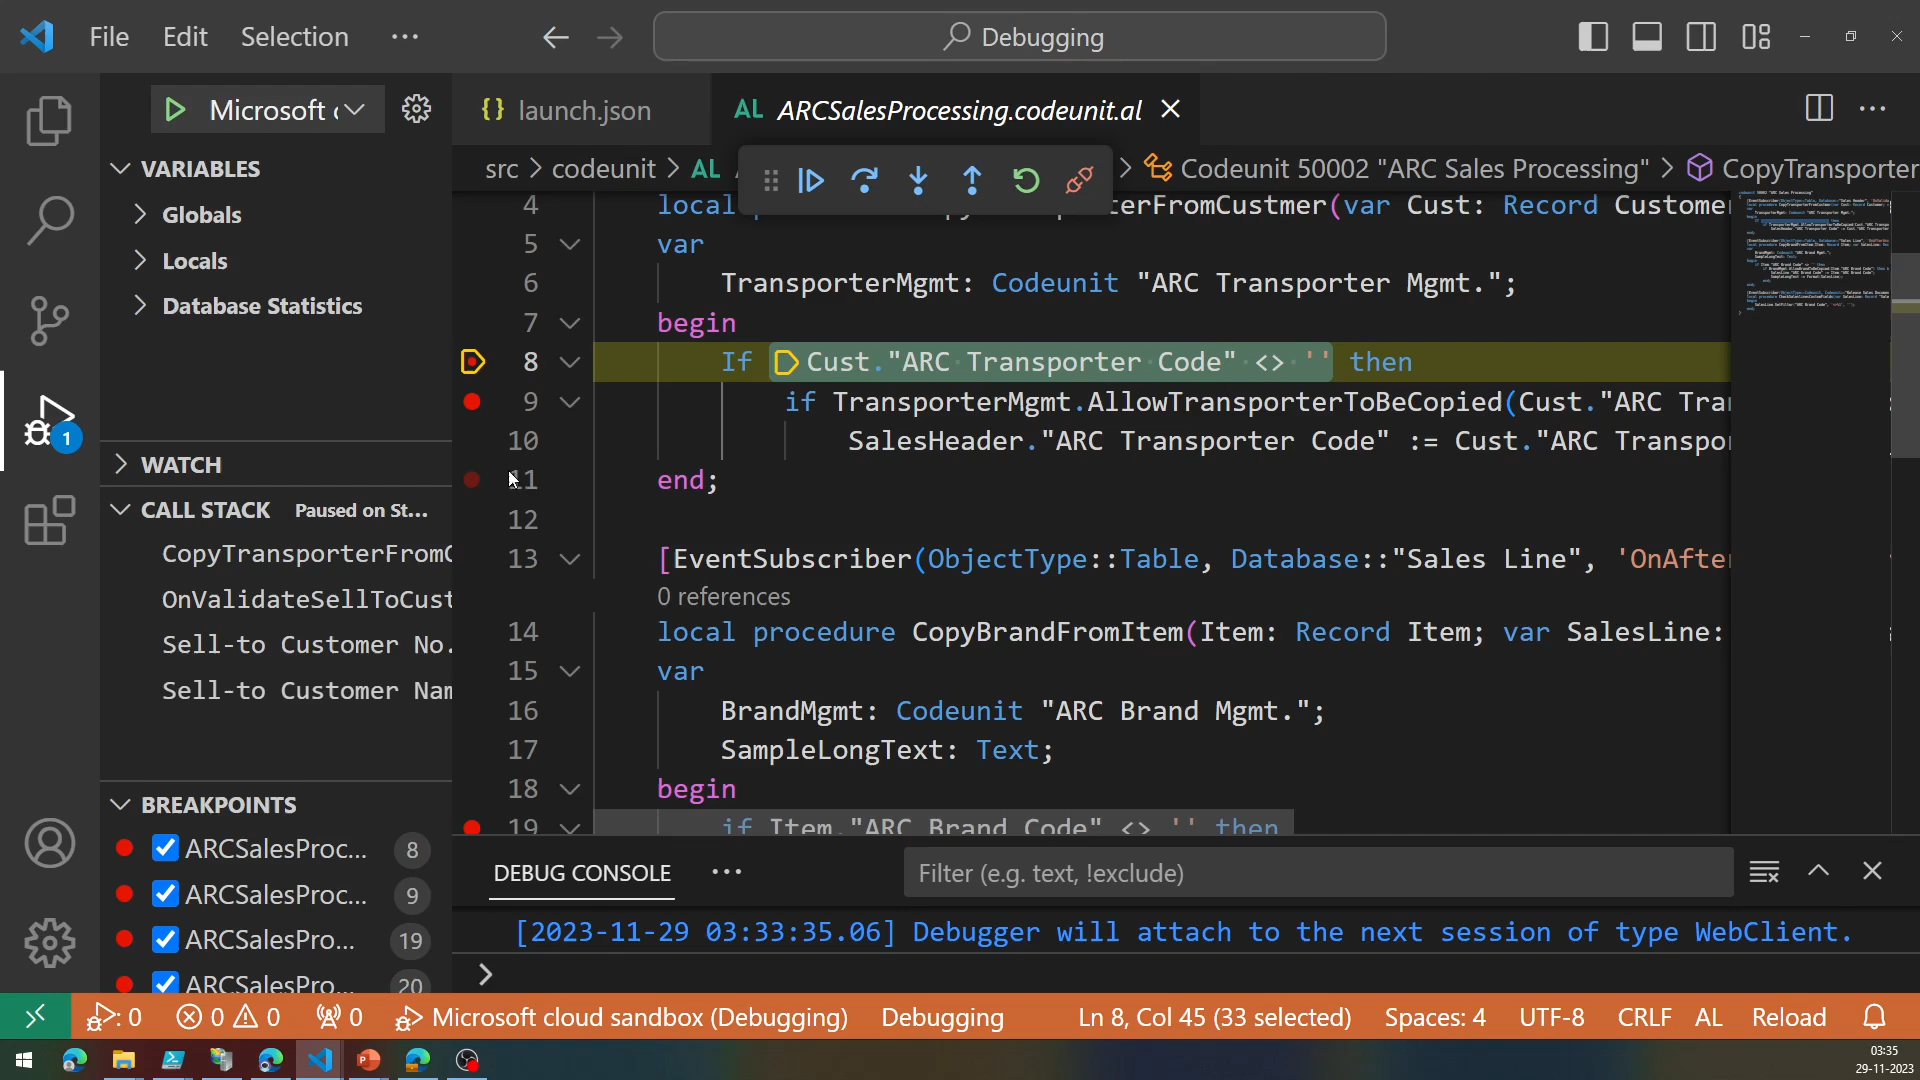 File Edit Selection ··· Debugging
Microsoft c
launch.json
AL ARCSalesProcessing.codeunit.al
VARIABLES
Globals
Locals
Database Statistics
WATCH
CALL STACK Paused on St...
CopyTransporterFromC
OnValidateSellToCust
Sell-to Customer No.
Sell-to Customer Nam
BREAKPOINTS
ARCSalesProc... 8
ARCSalesProc... 9
ARCSalesPro... 19
ARCSalesPro... 20
src > codeunit > AL > Codeunit 50002 "ARC Sales Processing" > CopyTransporter
4 local erFromCustmer(var Cust: Record Customer
5 var
6 TransporterMgmt: Codeunit "ARC Transporter Mgmt.";
7 begin
8 If Cust."ARC Transporter Code" <> '' then
9 if TransporterMgmt.AllowTransporterToBeCopied(Cust."ARC Tra
10 SalesHeader."ARC Transporter Code" := Cust."ARC Transpo
11 end;
12
13 [EventSubscriber(ObjectType::Table, Database::"Sales Line", 'OnAfte
0 references
14 local procedure CopyBrandFromItem(Item: Record Item; var SalesLine:
15 var
16 BrandMgmt: Codeunit "ARC Brand Mgmt.";
17 SampleLongText: Text;
18 begin
19 if Item."ARC Brand Code" <> '' then
DEBUG CONSOLE ··· Filter (e.g. text, !exclude)
[2023-11-29 03:33:35.06] Debugger will attach to the next session of type WebClient.
>
: 0 0 0 0 Microsoft cloud sandbox (Debugging) Debugging Ln 8, Col 45 (33 selected) Spaces: 4 UTF-8 CRLF AL Reload
1
03:35
29-11-2023